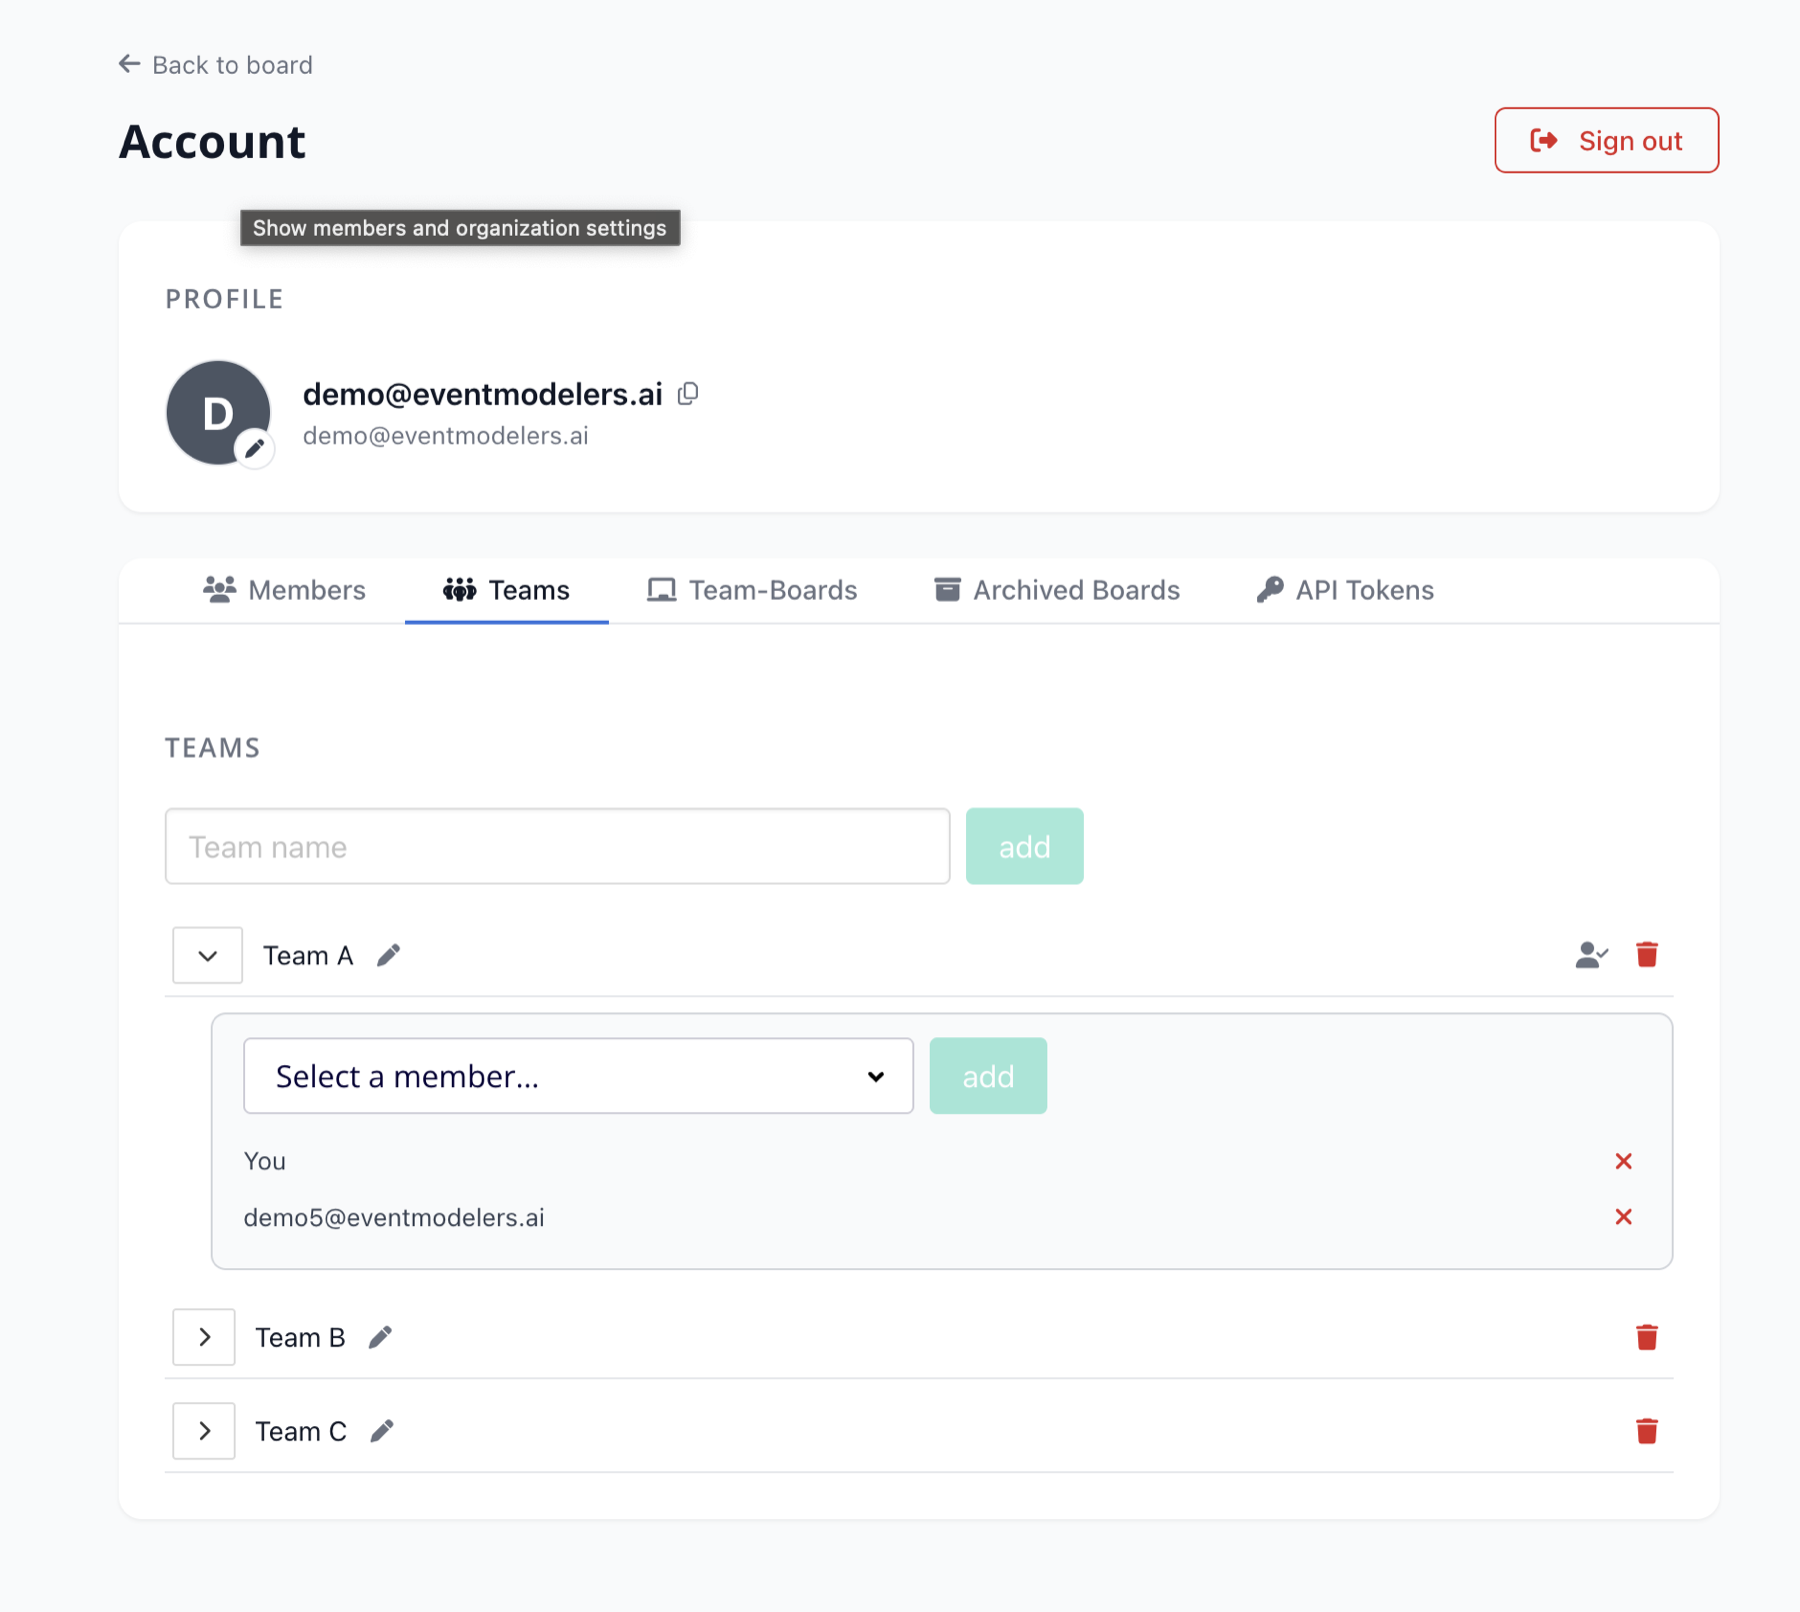 Back to board
Account
Sign out
Show members and organization settings
PROFILE
D
demo@eventmodelers.ai
demo@eventmodelers.ai
Members Teams Team-Boards Archived Boards API Tokens
TEAMS
Team name add
Team A
Select a member... add
You
demo5@eventmodelers.ai
Team B
Team C